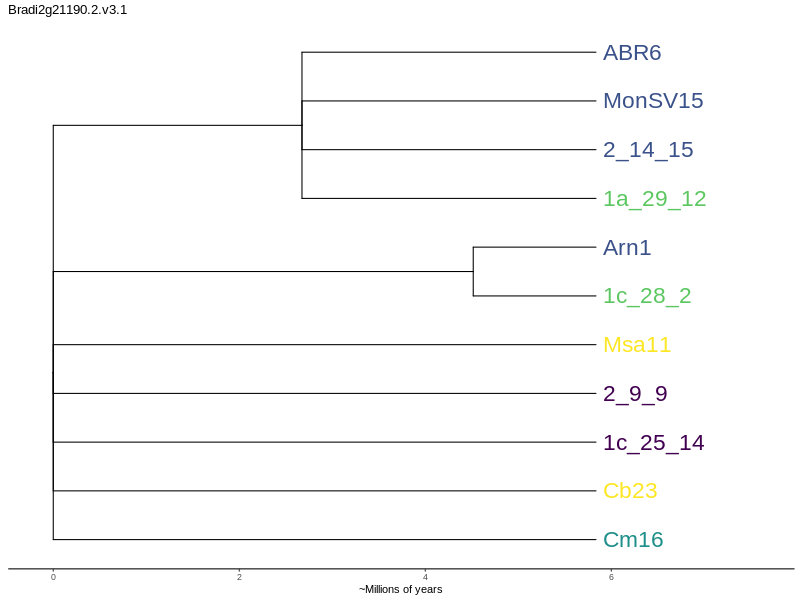 Bradi2g21190.2.v3.1
ABR6
MonSV15
2_14_15
1a_29_12
Arn1
1c_28_2
Msa11
2_9_9
1c_25_14
Cb23
Cm16
0 2 4 6
~Millions of years